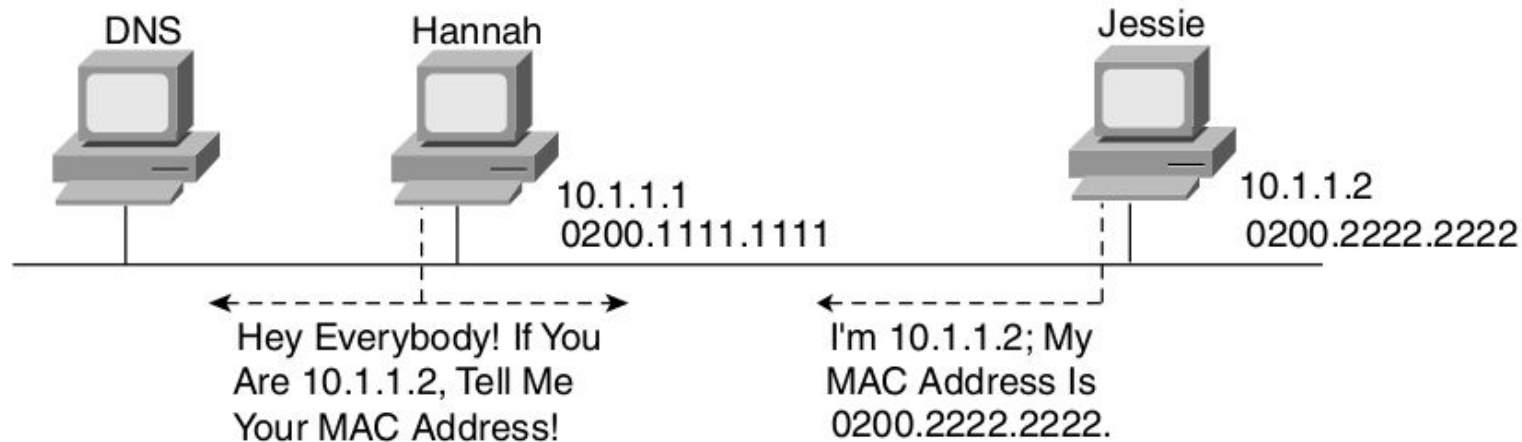 DNS
Hannah
Jessie
10.1.1.1
0200.1111.1111
10.1.1.2
0200.2222.2222
Hey Everybody! If You
Are 10.1.1.2, Tell Me
Your MAC Address!
I'm 10.1.1.2; My
MAC Address Is
0200.2222.2222.